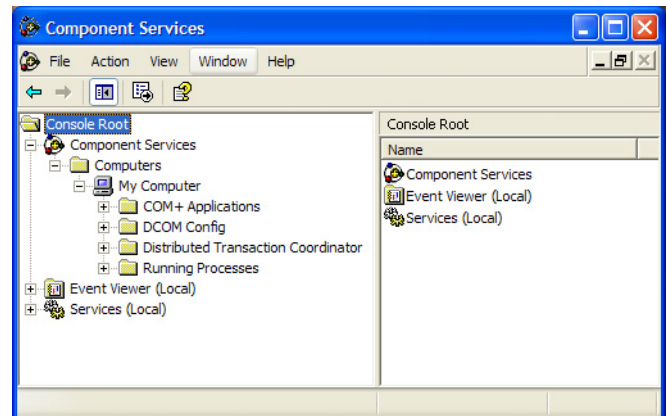 Component Services
File Action View Window Help
Console Root
Component Services
Computers
My Computer
COM+ Applications
DCOM Config
Distributed Transaction Coordinator
Running Processes
Event Viewer (Local)
Services (Local)
Console Root
Name
Component Services
Event Viewer (Local)
Services (Local)